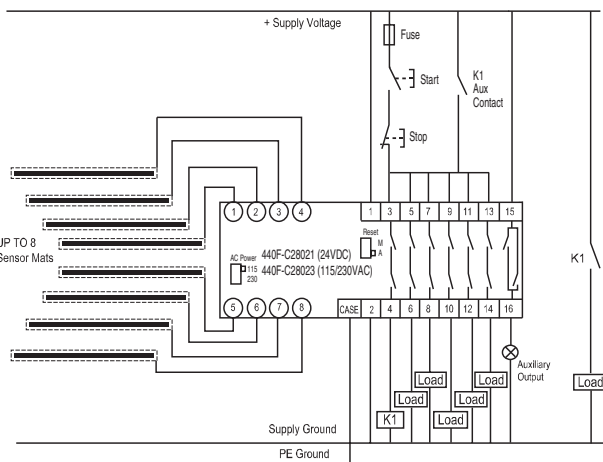 + Supply Voltage
Fuse
Start
K1
Aux
Contact
Stop
1 2 3 4
1 3 5 7 9 11 13 15
UP TO 8
Sensor Mats
Reset
M
A
AC Power
115
230
440F-C28021 (24VDC)
440F-C28023 (115/230VAC)
K1
5 6 7 8
CASE 2 4 6 8 10 12 14 16
Auxiliary
Output
Load
Load
Load
Load
Load
K1
Load
Supply Ground
PE Ground